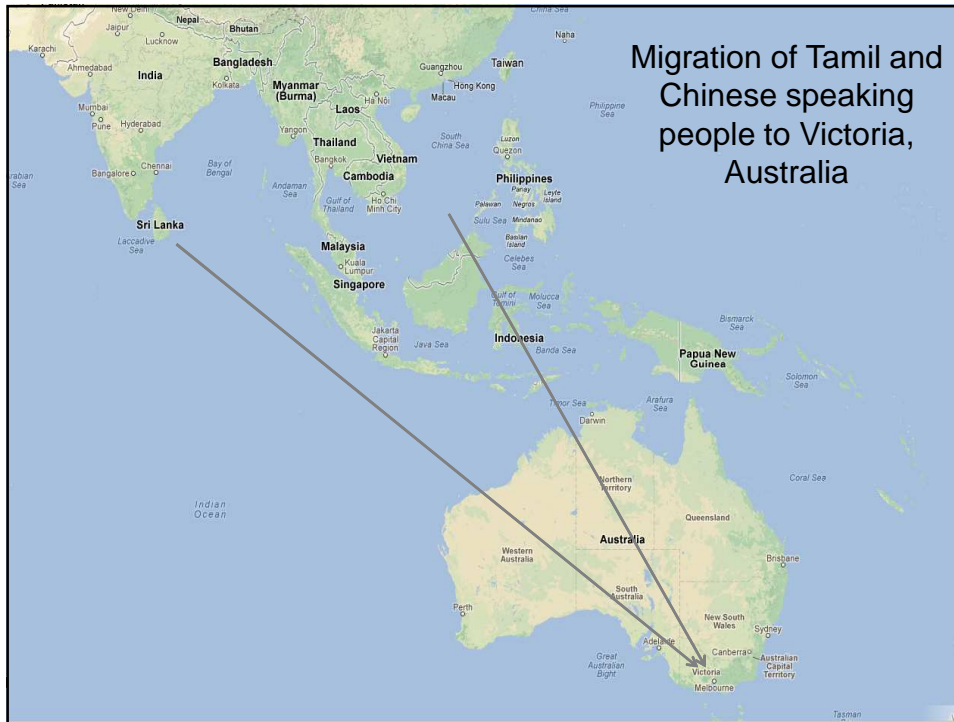 Migration of Tamil and
Chinese speaking
people to Victoria,
Australia
New Delhi
Nepal
Jaipur
Lucknow
Bhutan
Karachi
Ahmedabad
India
Bangladesh
Kolkata
Myanmar
(Burma)
Guangzhou
Taiwan
Naha
China Sea
Hong Kong
Macau
Ha Noi
Laos
Mumbai
Pune
Hyderabad
Yangon
Thailand
Bangkok
Vietnam
Cambodia
Ho Chi
Minh City
South
China Sea
Luzon
Quezon
Philippine
Sea
Philippines
Panay
Leyte
Island
Palawan
Negros
Mindanao
Basilan
Island
Sulu Sea
Celebes
Sea
Arabian
Sea
Bangalore
Chennai
Bay of
Bengal
Andaman
Sea
Gulf of
Thailand
Sri Lanka
Laccadive
Sea
Malaysia
Kuala
Lumpur
Singapore
Gulf of
Tomini
Molucca
Sea
Jakarta
Capital
Region
Java Sea
Indonesia
Banda Sea
Bismarck
Sea
Papua New
Guinea
Solomon
Sea
Timor Sea
Arafura
Sea
Darwin
Coral Sea
Indian
Ocean
Northern
Territory
Queensland
Australia
Western
Australia
Brisbane
South
Australia
Perth
New South
Wales
Sydney
Adelaide
Canberra
Australian
Capital
Territory
Great
Australian
Bight
Victoria
Melbourne
Tasman